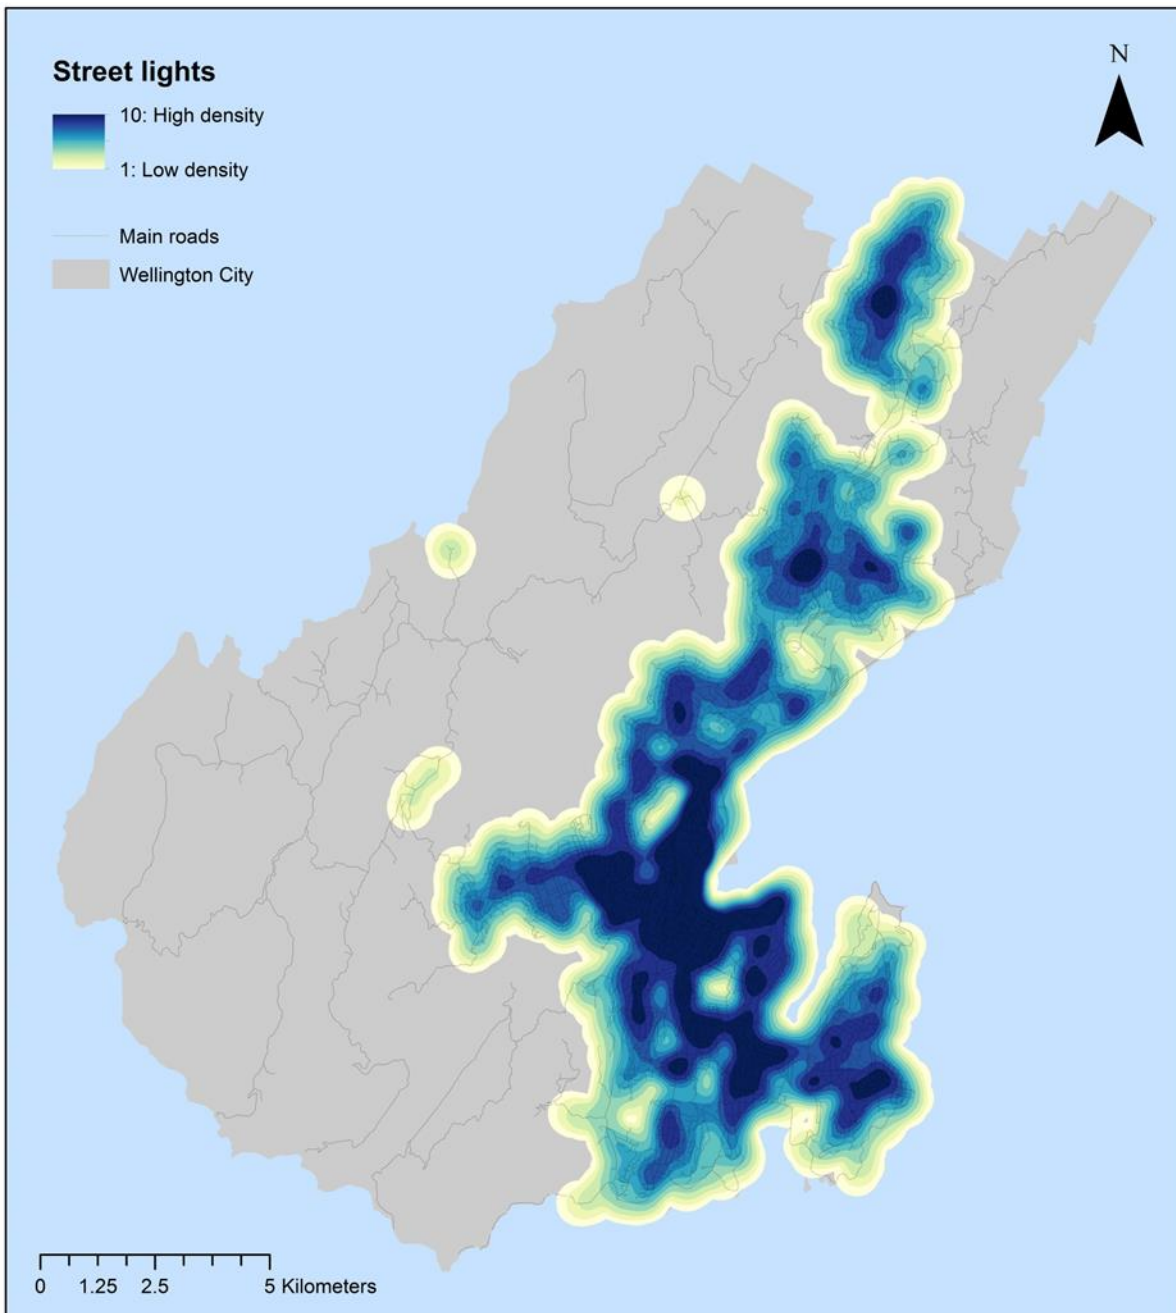 Street lights
10: High density
1: Low density
Main roads
Wellington City
N
0 1.25 2.5 5 Kilometers